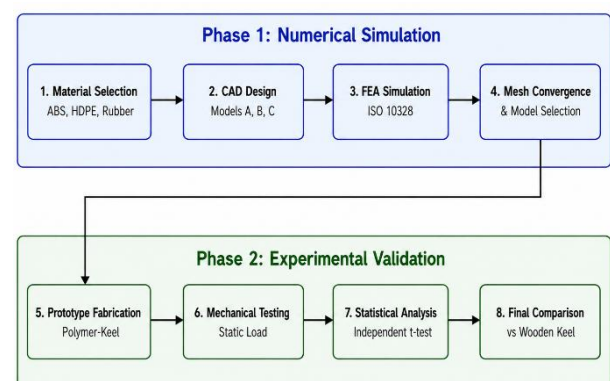 Phase 1: Numerical Simulation
1. Material Selection
ABS, HDPE, Rubber
2. CAD Design
Models A, B, C
3. FEA Simulation
ISO 10328
4. Mesh Convergence
& Model Selection
Phase 2: Experimental Validation
5. Prototype Fabrication
Polymer-Keel
6. Mechanical Testing
Static Load
7. Statistical Analysis
Independent t-test
8. Final Comparison
vs Wooden Keel